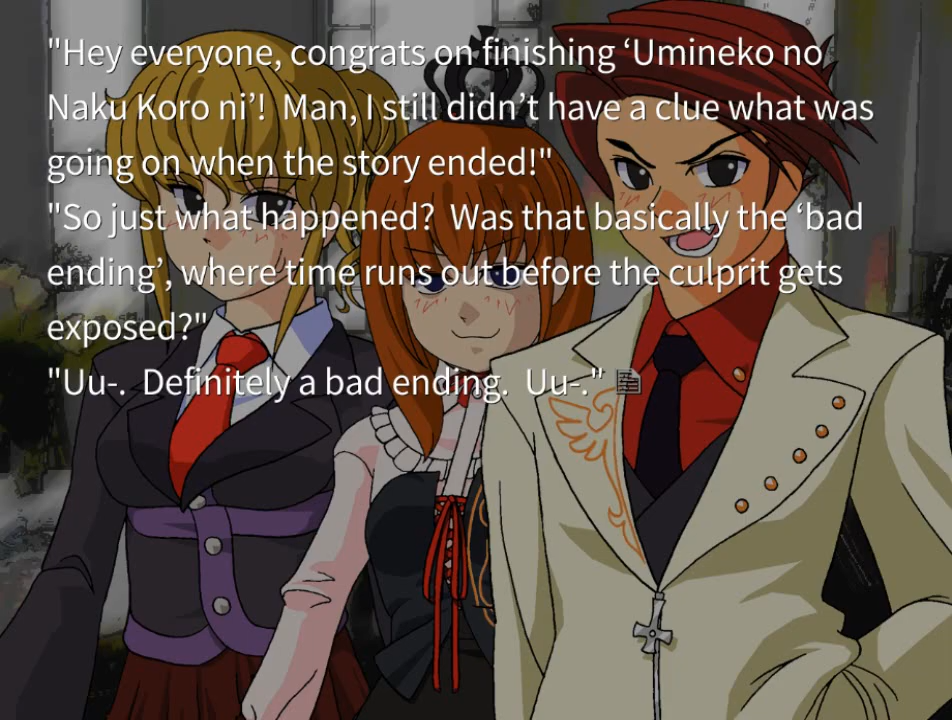 "Hey everyone, congrats on finishing ‘Umineko no
Naku Koro ni’!  Man, I still didn’t have a clue what was
going on when the story ended!"
"So just what happened?  Was that basically the ‘bad
ending’, where time runs out before the culprit gets
exposed?"
"Uu-.  Definitely a bad ending.  Uu-."